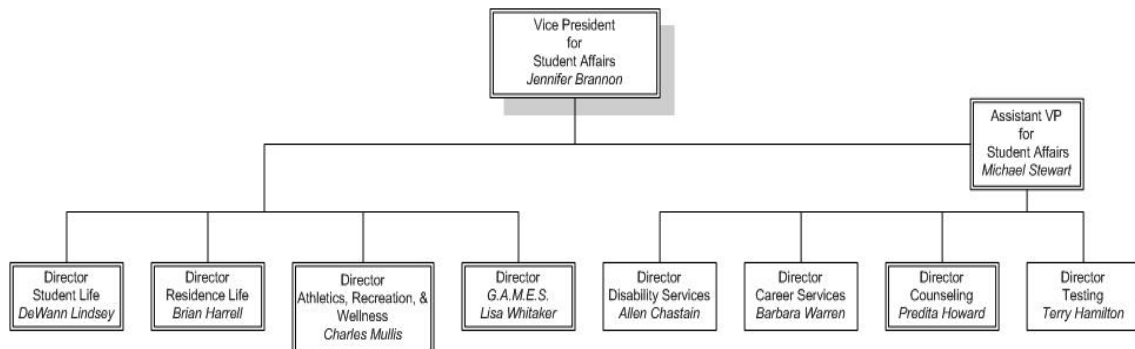 Vice President
for
Student Affairs
Jennifer Brannon
Assistant VP
for
Student Affairs
Michael Stewart
Director
Student Life
DeWann Lindsey
Director
Residence Life
Brian Harrell
Director
Athletics, Recreation, &
Wellness
Charles Mullis
Director
G.A.M.E.S.
Lisa Whitaker
Director
Disability Services
Allen Chastain
Director
Career Services
Barbara Warren
Director
Counseling
Predita Howard
Director
Testing
Terry Hamilton